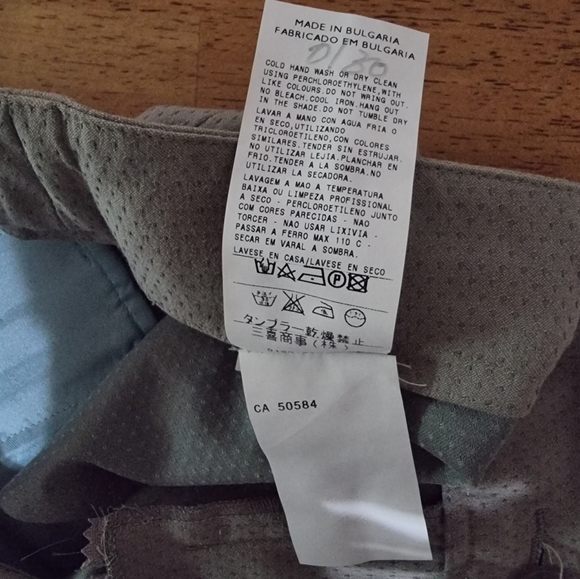 MADE IN BULGARIA
FABRICADO EM BULGARIA
D/30
COLD HAND WASH OR DRY CLEAN
USING PERCHLOROETHYLENE,WITH
LIKE COLOURS.DO NOT WRING OUT.
NO BLEACH.COOL IRON.HANG OUT
IN THE SHADE.DO NOT TUMBLE DRY
LAVAR A MANO CON AGUA FRIA O
EN SECO,UTILIZANDO
TRICLOROETILENO,CON COLORES
SIMILARES.TENDER SIN ESTRUJAR.
NO UTILIZAR LEJIA.PLANCHAR EN
FRIO.TENDER A LA SOMBRA.NO
UTILIZAR LA SECADORA.
LAVAGEM A MAO A TEMPERATURA
BAIXA OU LIMPEZA PROFISSIONAL
A SECO - PERCLOROETILENO JUNTO
COM CORES PARECIDAS - NAO
TORCER - NAO USAR LIXIVIA -
PASSAR A FERRO MAX 110 C -
SECAR EM VARAL A SOMBRA.
LAVESE EN CASA/LAVESE EN SECO
タンブラー乾燥禁止
三喜商事(株)
CA 50584